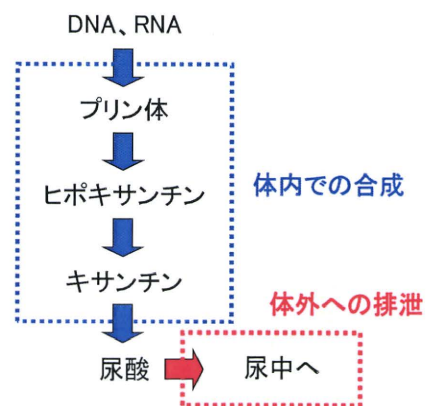 DNA、RNA
プリン体
ヒポキサンチン
体内での合成
キサンチン
体外への排泄
尿酸
尿中へ